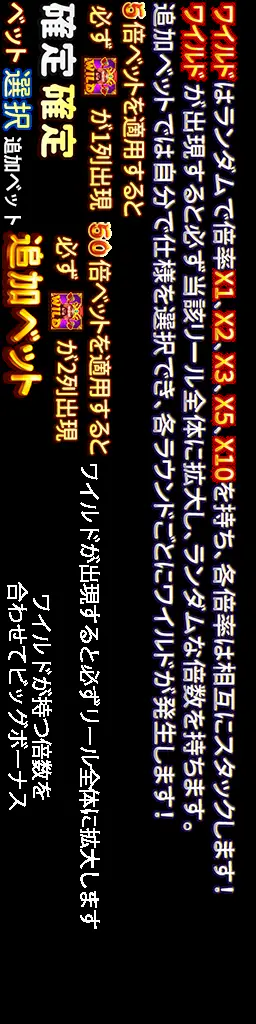 ワイルドはランダムで倍率X1、X2、X3、X5、X10を持ち、各倍率は相互にスタックします！
ワイルドが出現すると必ず当該リール全体に拡大し、ランダムな倍数を持ちます。
追加ベットでは自分で仕様を選択でき、各ラウンドごとにワイルドが発生します！
5倍ベットを適用すると
必ず WILD が1列出現
50倍ベットを適用すると
必ず WILD が2列出現
ワイルドが出現すると必ずリール全体に拡大します
ワイルドが持つ倍数を
合わせてビッグボーナス
確定 確定
ベット 選択 追加ベット
追加ベット